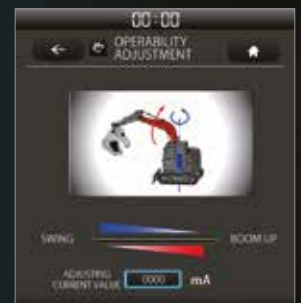 00:00
OPERABILITY
ADJUSTMENT
SWING
BOOM UP
ADJUSTING
CURRENT VALUE
0000
mA